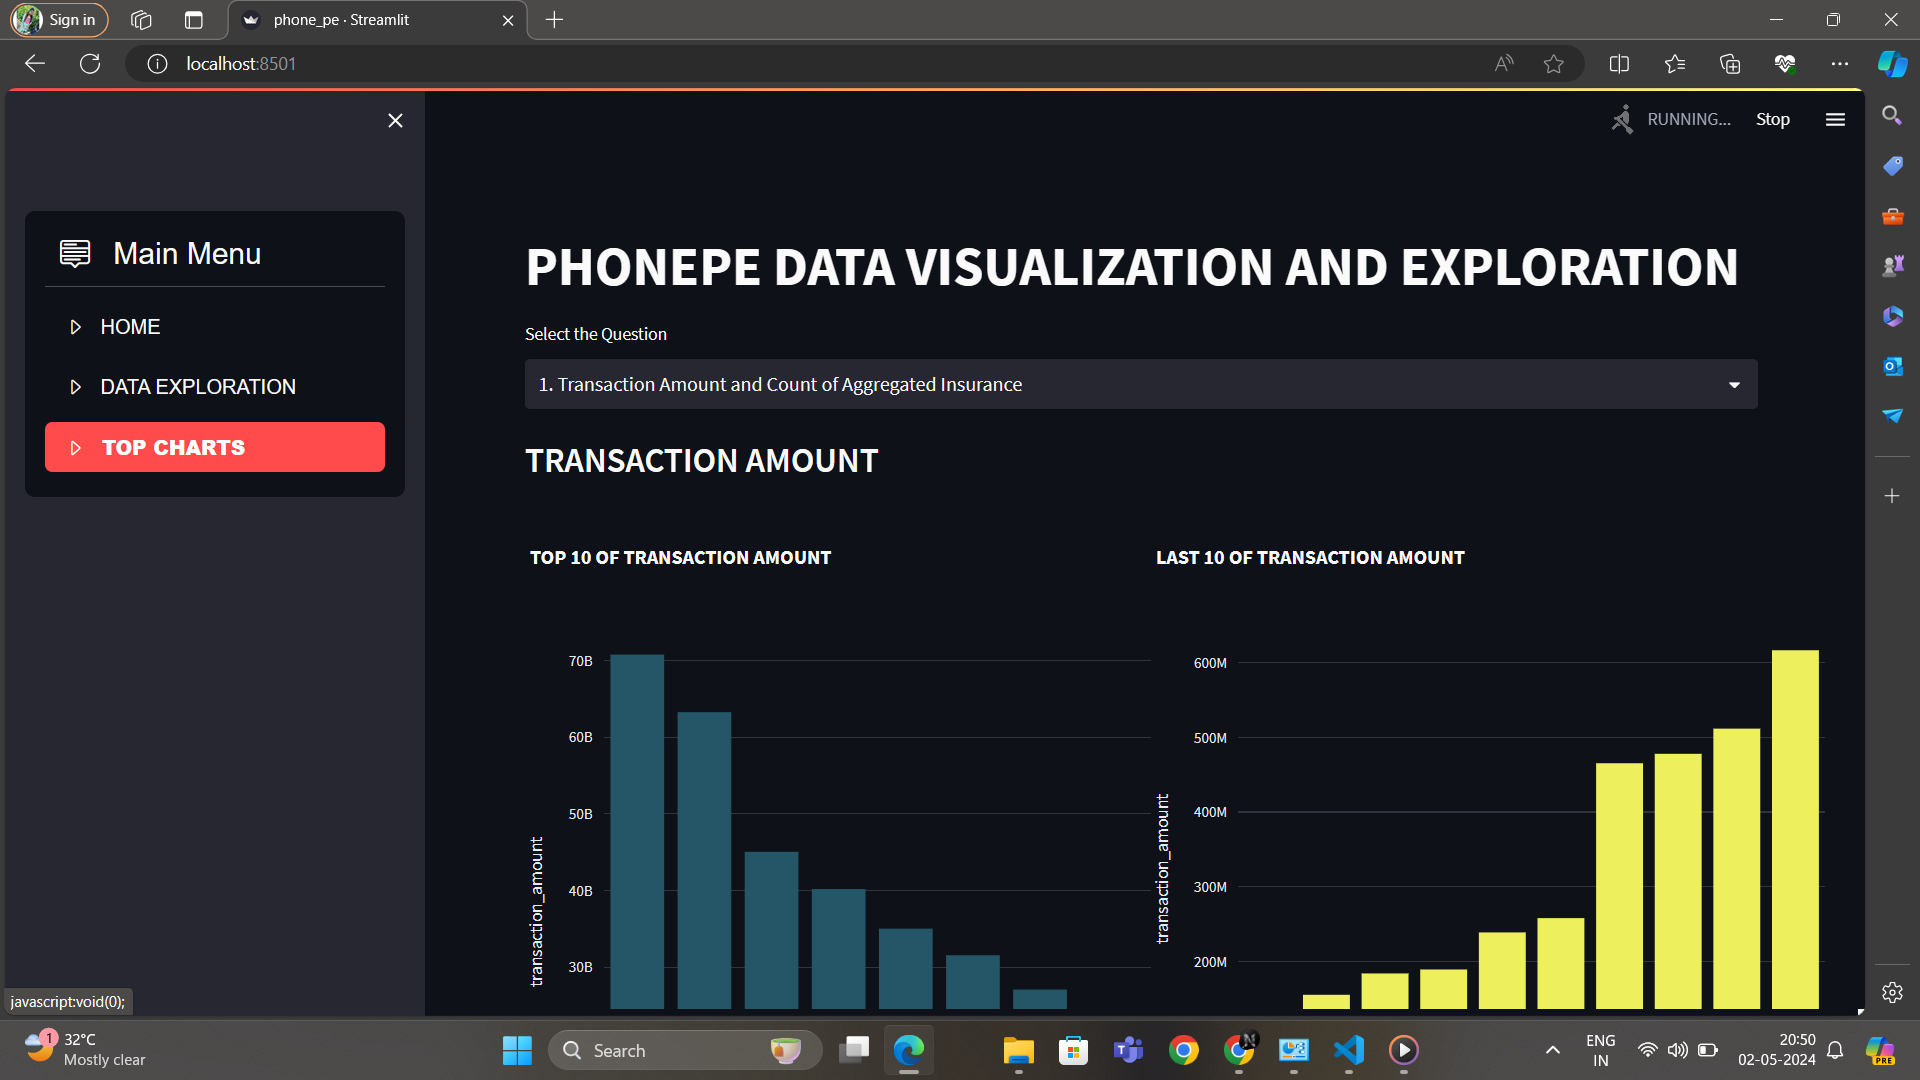 Sign in
phone_pe · Streamlit
localhost:8501
RUNNING...
Stop
Main Menu
HOME
DATA EXPLORATION
TOP CHARTS
PHONEPE DATA VISUALIZATION AND EXPLORATION
Select the Question
1. Transaction Amount and Count of Aggregated Insurance
TRANSACTION AMOUNT
TOP 10 OF TRANSACTION AMOUNT
70B
60B
50B
40B
30B
transaction_amount
LAST 10 OF TRANSACTION AMOUNT
600M
500M
400M
300M
200M
transaction_amount
javascript:void(0);
1
32°C
Mostly clear
Search
ENG
IN
20:50
02-05-2024
PRE